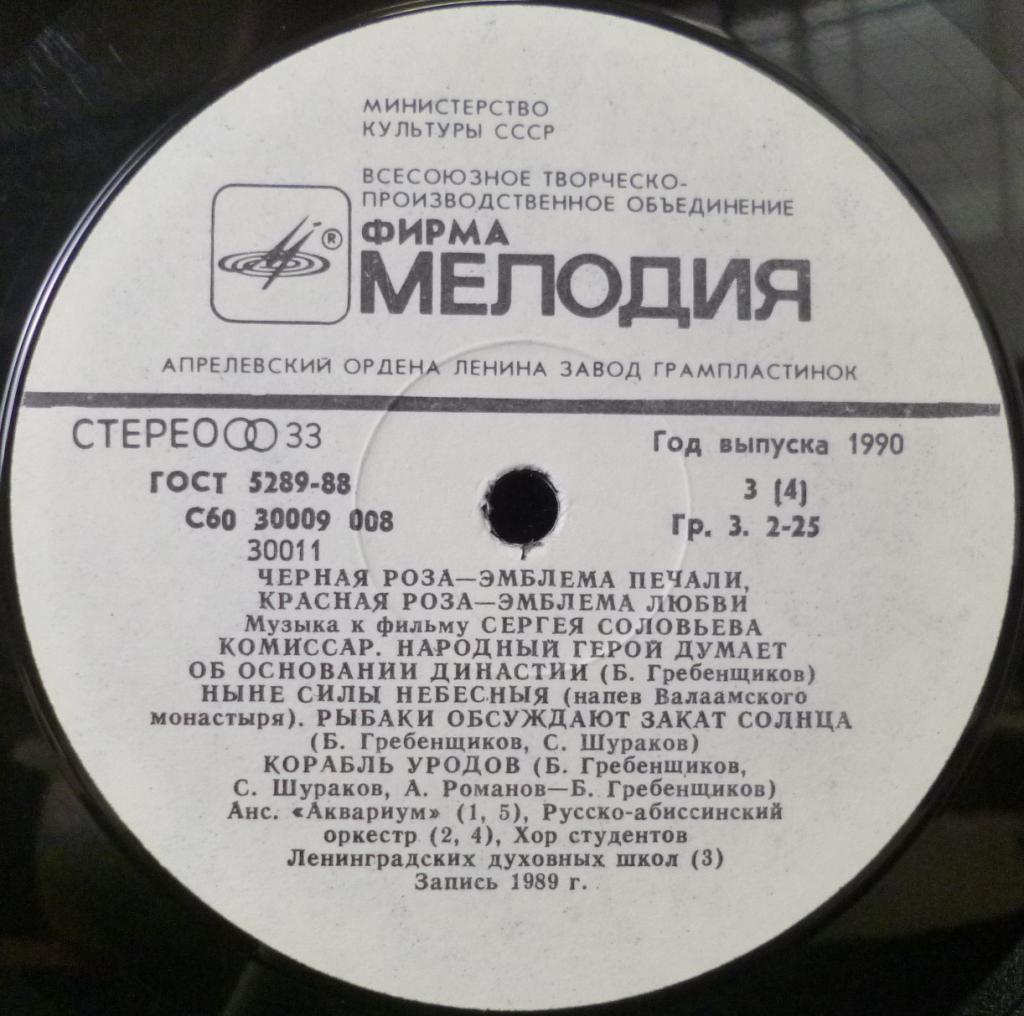 МИНИСТЕРСТВО
КУЛЬТУРЫ СССР
ВСЕСОЮЗНОЕ ТВОРЧЕСКО-
ПРОИЗВОДСТВЕННОЕ ОБЪЕДИНЕНИЕ
ФИРМА
®
МЕЛОДИЯ
АПРЕЛЕВСКИЙ ОРДЕНА ЛЕНИНА ЗАВОД ГРАМПЛАСТИНОК
СТЕРЕО 33
Год выпуска 1990
ГОСТ 5289-88
3 (4)
С60 30009 008
Гр. 3. 2-25
30011
ЧЕРНАЯ РОЗА—ЭМБЛЕМА ПЕЧАЛИ,
КРАСНАЯ РОЗА—ЭМБЛЕМА ЛЮБВИ
Музыка к фильму СЕРГЕЯ СОЛОВЬЕВА
КОМИССАР. НАРОДНЫЙ ГЕРОЙ ДУМАЕТ
ОБ ОСНОВАНИИ ДИНАСТИИ (Б. Гребенщиков)
НЫНЕ СИЛЫ НЕБЕСНЫЯ (напев Валаамского
монастыря). РЫБАКИ ОБСУЖДАЮТ ЗАКАТ СОЛНЦА
(Б. Гребенщиков, С. Шураков)
КОРАБЛЬ УРОДОВ (Б. Гребенщиков,
С. Шураков, А. Романов—Б. Гребенщиков)
Анс. «Аквариум» (1, 5), Русско-абиссинский
оркестр (2, 4), Хор студентов
Ленинградских духовных школ (3)
Запись 1989 г.